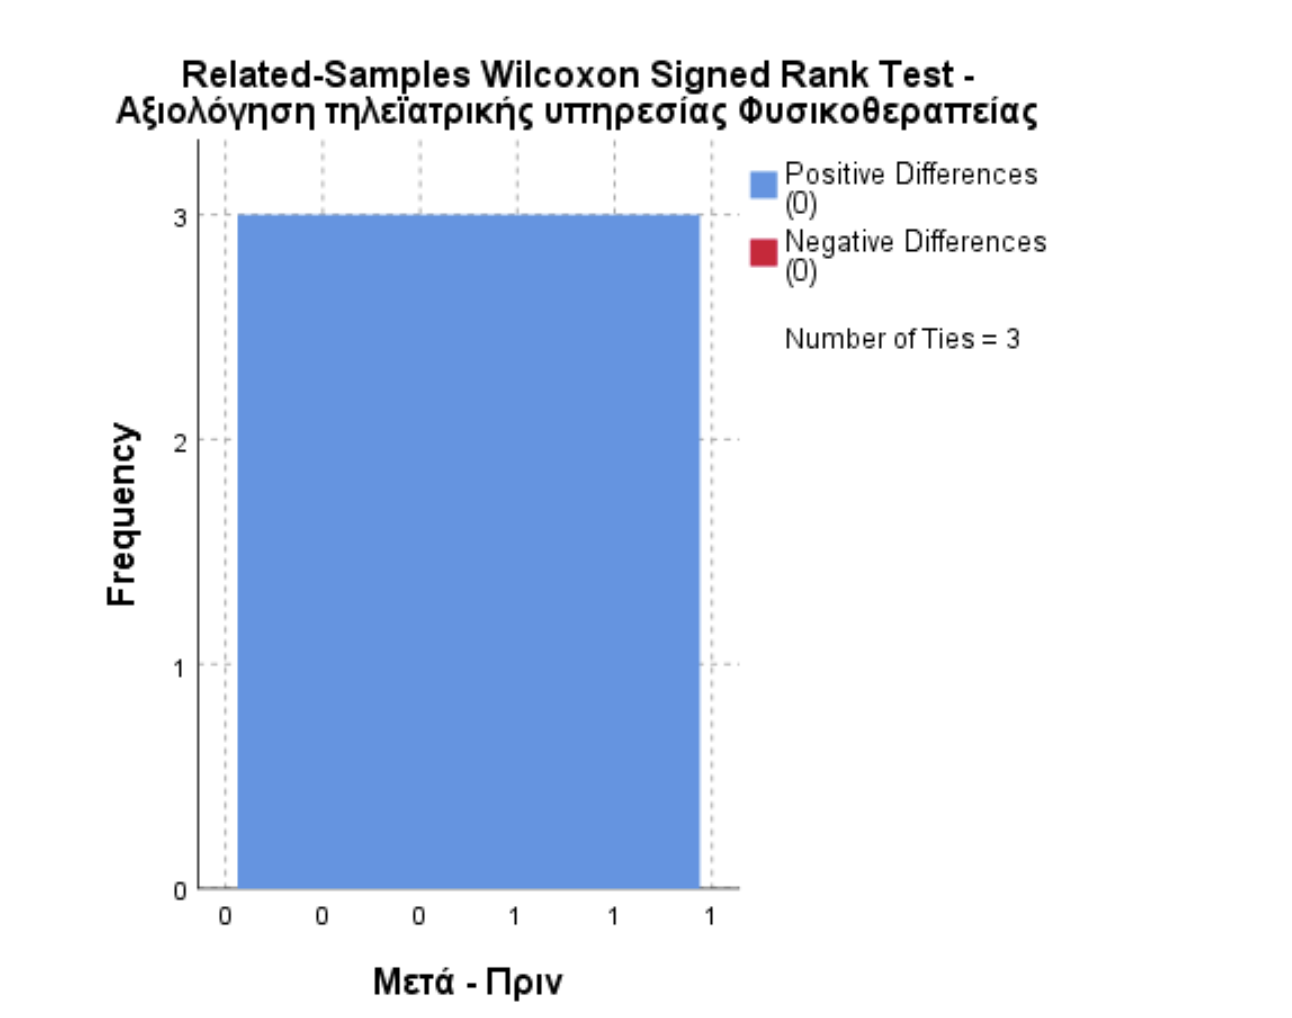 Related-Samples Wilcoxon Signed Rank Test -
Αξιολόγηση τηλεϊατρικής υπηρεσίας Φυσικοθεραπείας
Positive Differences
(0)
Negative Differences
(0)
Number of Ties = 3
Frequency
3
2
1
0
0 0 0 1 1 1
Μετά - Πριν